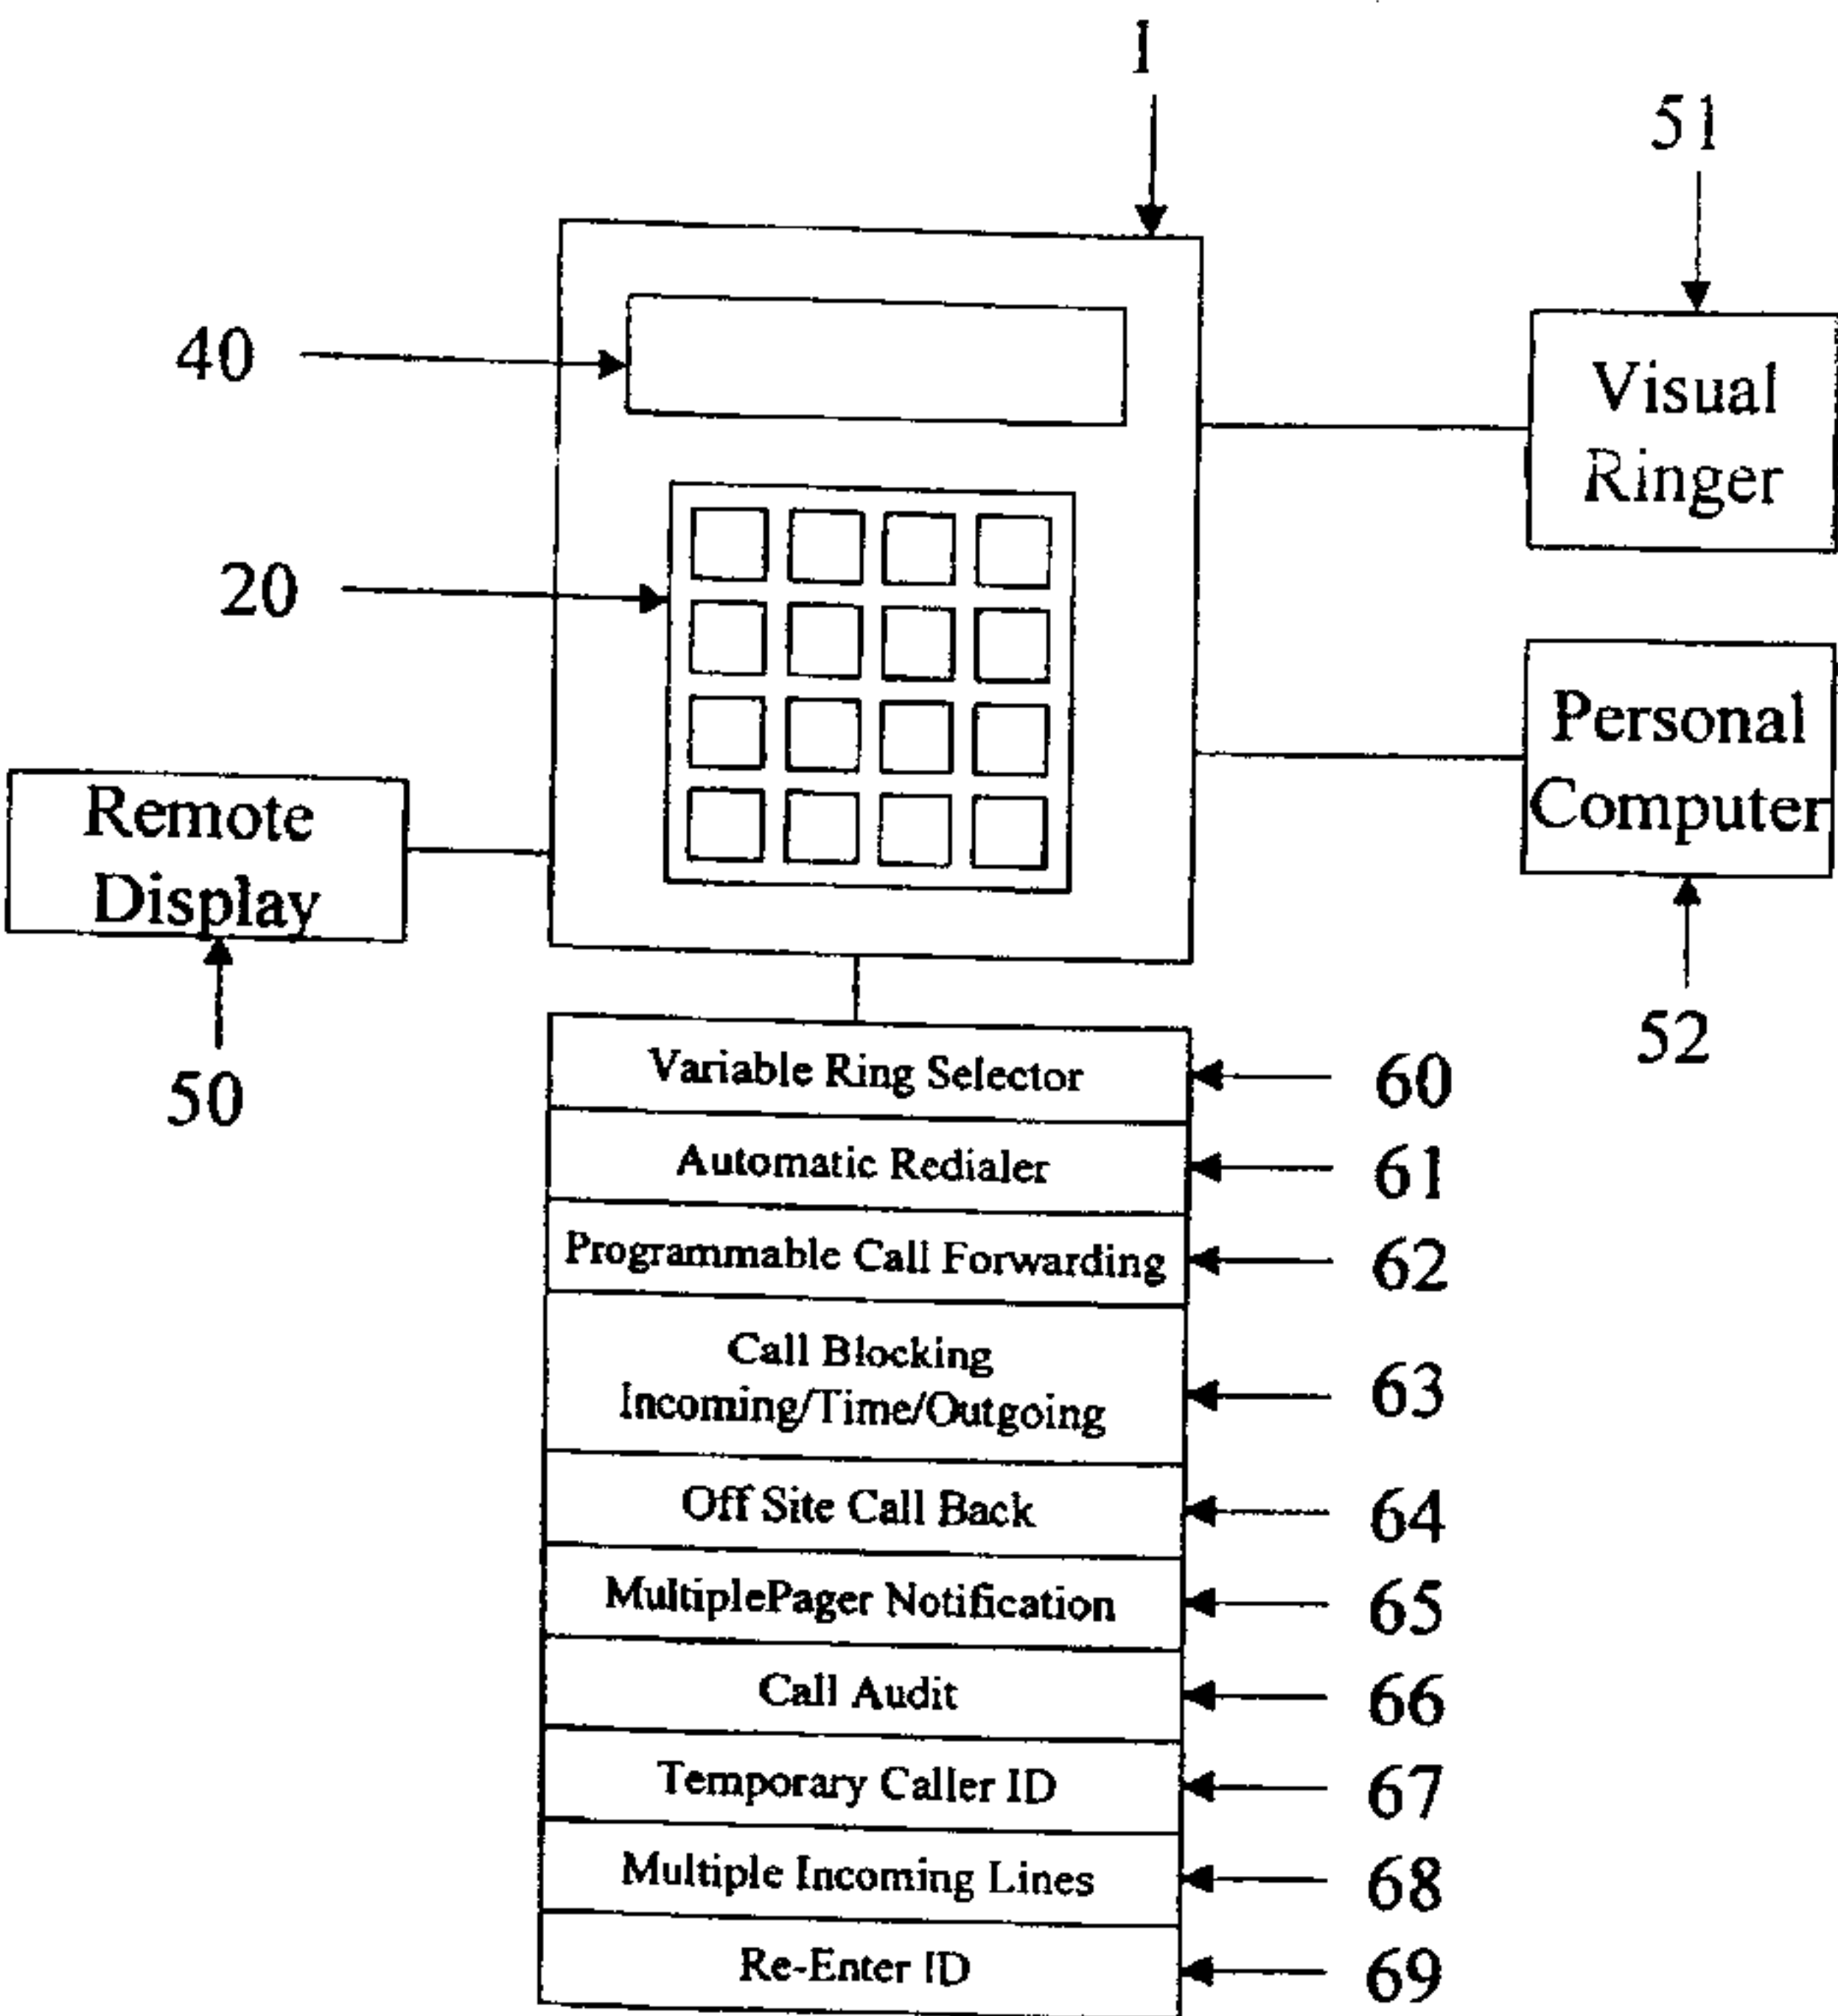 1
51
40
Visual
Ringer
20
Personal
Computer
Remote
Display
50
52
Variable Ring Selector
60
Automatic Redialer
61
Programmable Call Forwarding
62
Call Blocking
Incoming/Time/Outgoing
63
Off Site Call Back
64
MultiplePager Notification
65
Call Audit
66
Temporary Caller ID
67
Multiple Incoming Lines
68
Re-Enter ID
69